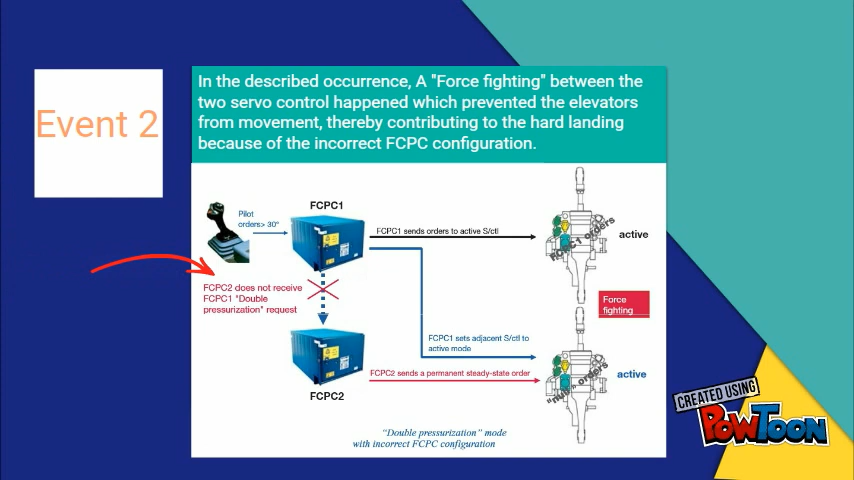 Event 2
In the described occurrence, A "Force fighting" between the
two servo control happened which prevented the elevators
from movement, thereby contributing to the hard landing
because of the incorrect FCPC configuration.
FCPC1
Pilot
orders> 30°
FCPC1 sends orders to active S/ctl
FCPC1 orders
active
FCPC2 does not receive
FCPC1 "Double
pressurization" request
Force
fighting
FCPC1 sets adjacent S/ctl to
active mode
FCPC2 sends a permanent steady-state order
"null" orders
active
FCPC2
"Double pressurization" mode
with incorrect FCPC configuration
CREATED USING
POWTOON